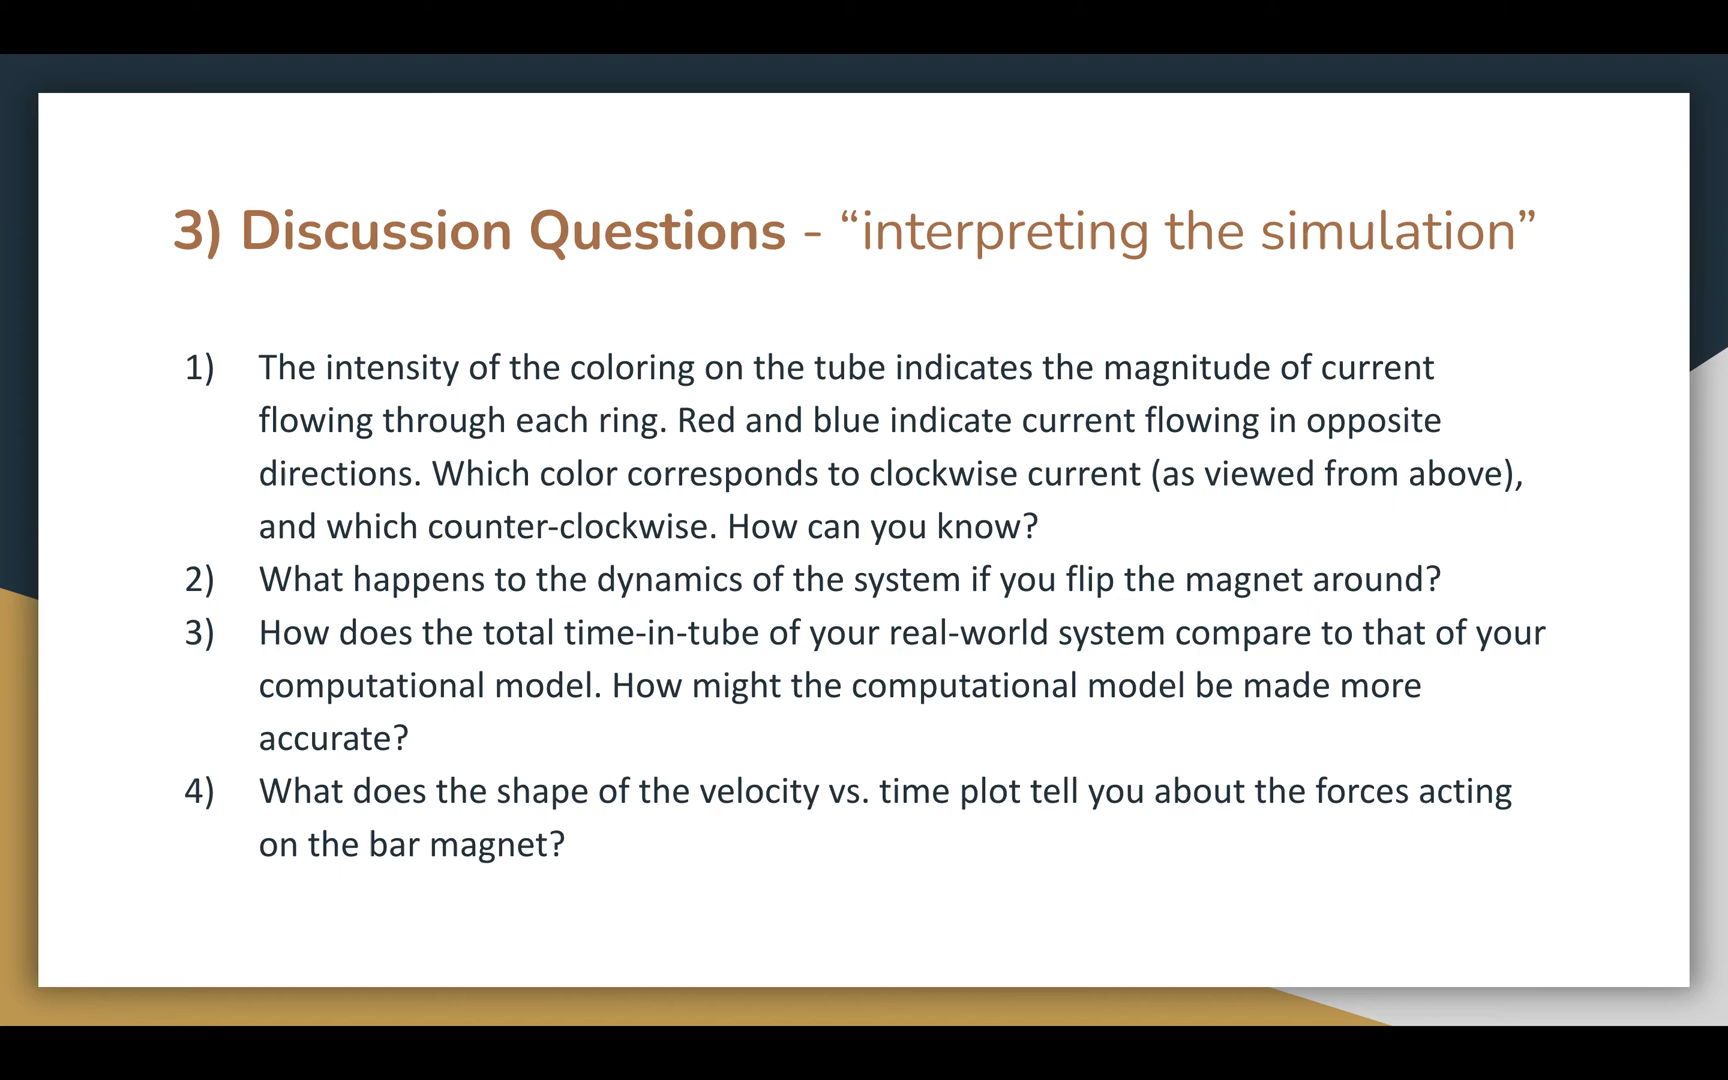 3) Discussion Questions - “interpreting the simulation”
1) The intensity of the coloring on the tube indicates the magnitude of current
flowing through each ring. Red and blue indicate current flowing in opposite
directions. Which color corresponds to clockwise current (as viewed from above),
and which counter-clockwise. How can you know?
2) What happens to the dynamics of the system if you flip the magnet around?
3) How does the total time-in-tube of your real-world system compare to that of your
computational model. How might the computational model be made more
accurate?
4) What does the shape of the velocity vs. time plot tell you about the forces acting
on the bar magnet?